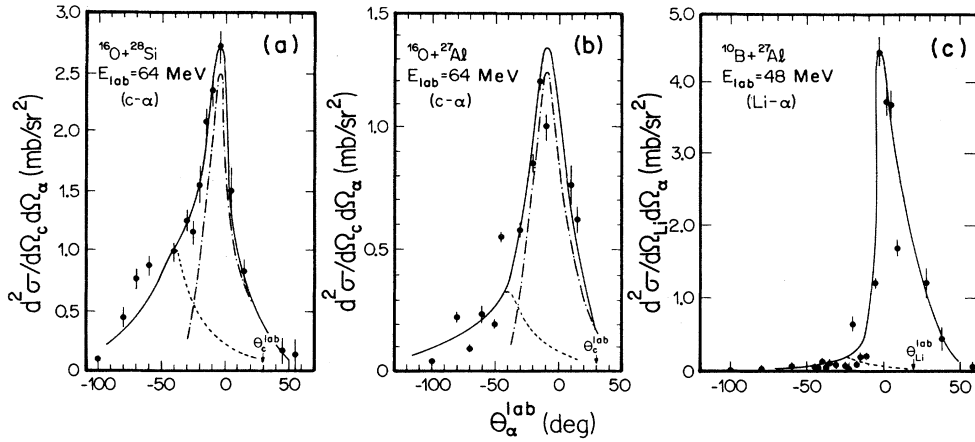 (a)
¹⁶O+²⁸Si
E_lab=64 MeV
(c-α)
d²σ/dΩ_c dΩ_α (mb/sr²)
3.0
2.5
2.0
1.5
1.0
0.5
0
-100
-50
0
50
θ_c^lab
(b)
¹⁶O+²⁷Al
E_lab=64 MeV
(c-α)
d²σ/dΩ_c dΩ_α (mb/sr²)
1.5
1.0
0.5
0
-100
-50
0
50
θ_c^lab
(c)
¹⁰B+²⁷Al
E_lab=48 MeV
(Li-α)
d²σ/dΩ_Li dΩ_α (mb/sr²)
5.0
4.0
3.0
2.0
1.0
0
-100
-50
0
50
θ_Li^lab
θ_α^lab (deg)